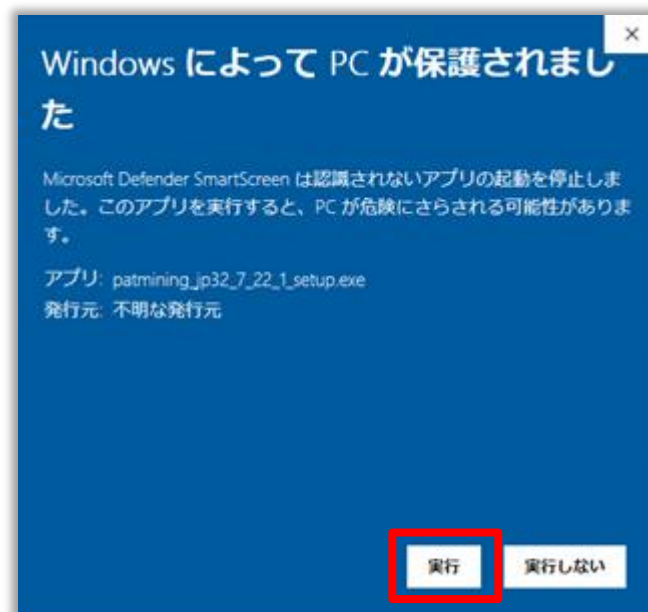 Windows によって PC が保護されまし
た
Microsoft Defender SmartScreen は認識されないアプリの起動を停止しま
した。このアプリを実行すると、PC が危険にさらされる可能性がありま
す。
アプリ: patmining_jp32_7_22_1_setup.exe
発行元: 不明な発行元
実行 実行しない